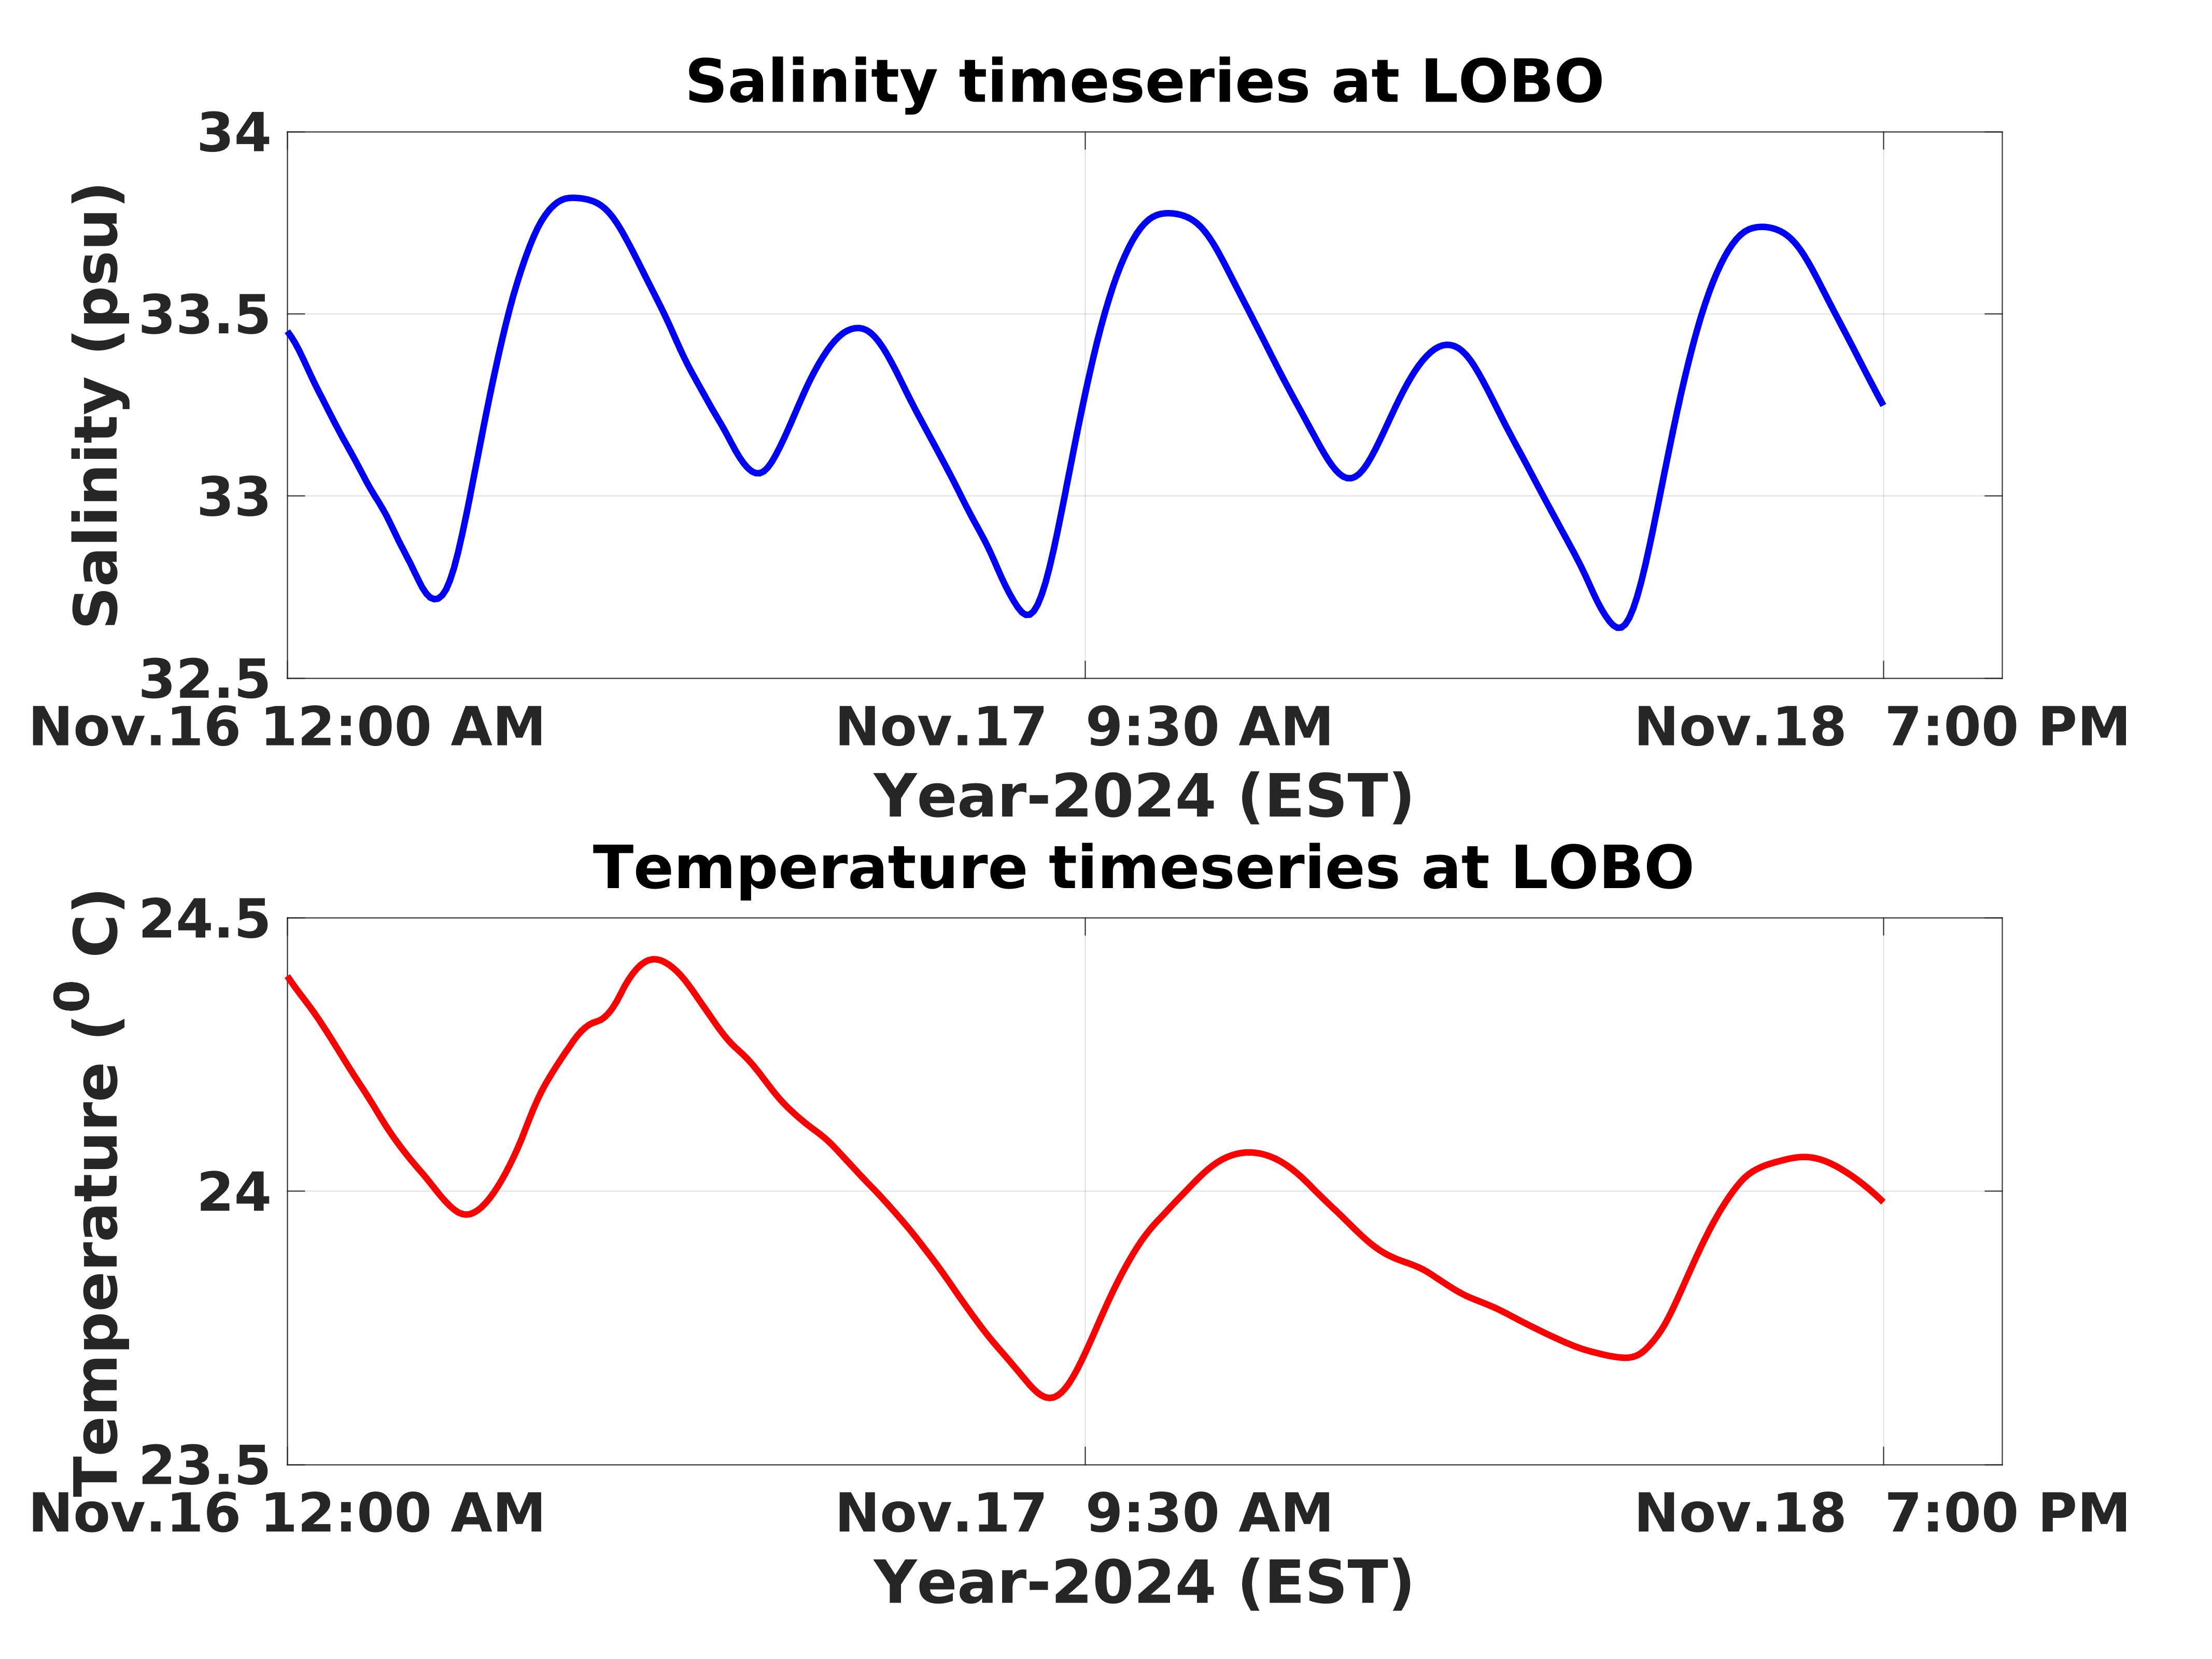 Salinity timeseries at LOBO
Salinity (psu)
34
33.5
33
32.5
Nov.16 12:00 AM Nov.17 9:30 AM Nov.18 7:00 PM
Year-2024 (EST)
Temperature timeseries at LOBO
Temperature (⁰ C)
24.5
24
23.5
Nov.16 12:00 AM Nov.17 9:30 AM Nov.18 7:00 PM
Year-2024 (EST)